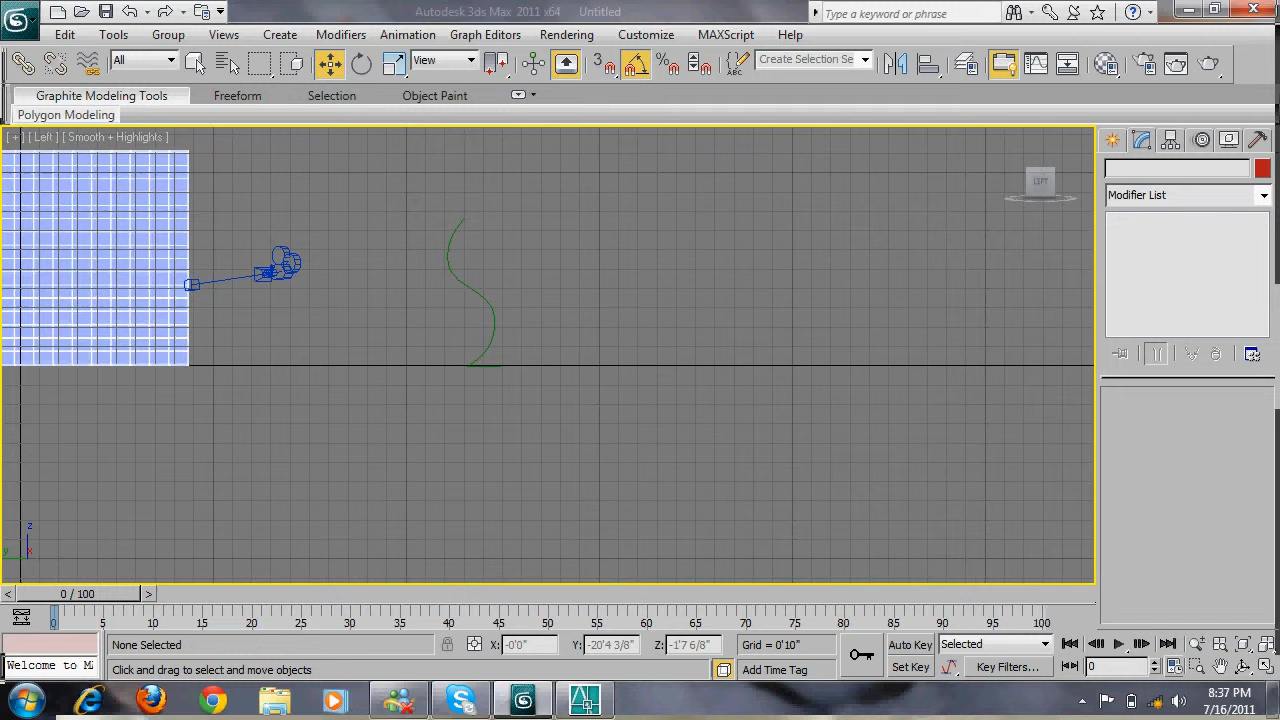 Autodesk 3ds Max 2011 x64 Untitled
Type a keyword or phrase
Edit Tools Group Views Create Modifiers Animation Graph Editors Rendering Customize MAXScript Help
All View 3 % ABC Create Selection Se
Graphite Modeling Tools Freeform Selection Object Paint
Polygon Modeling
[ + ] [ Left ] [ Smooth + Highlights ]
LEFT
Modifier List
z
y x
< 0 / 100 >
0 5 10 15 20 25 30 35 40 45 50 55 60 65 70 75 80 85 90 95 100
None Selected X: -0'0" Y: -20'4 3/8" Z: -1'7 6/8" Grid = 0'10" Auto Key Selected
Welcome to M Click and drag to select and move objects Add Time Tag Set Key Key Filters... 0
8:37 PM
7/16/2011